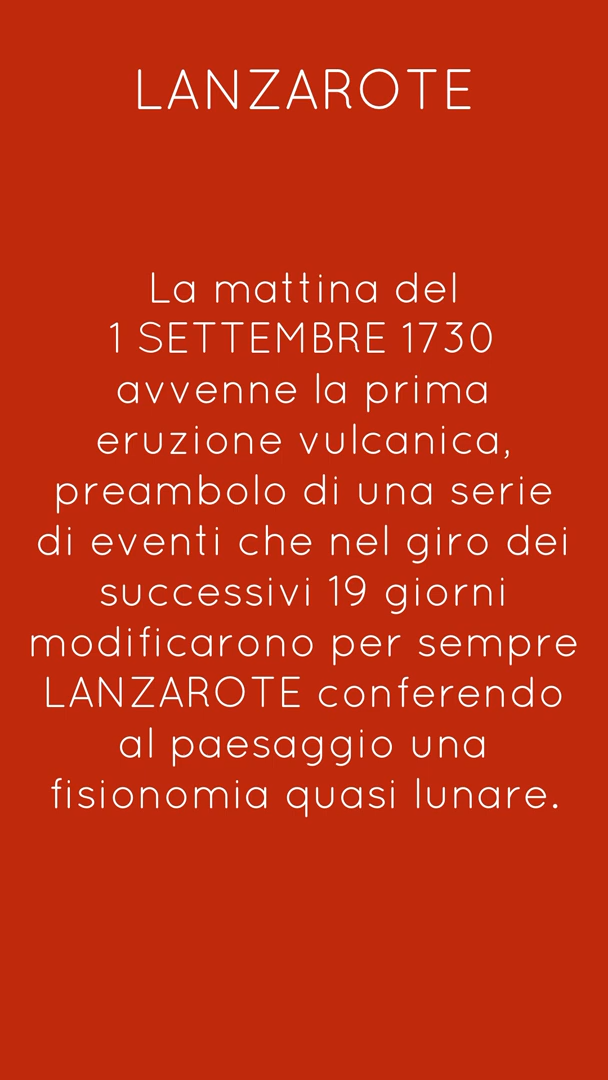 LANZAROTE
La mattina del
1 SETTEMBRE 1730
avvenne la prima
eruzione vulcanica,
preambolo di una serie
di eventi che nel giro dei
successivi 19 giorni
modificarono per sempre
LANZAROTE conferendo
al paesaggio una
fisionomia quasi lunare.